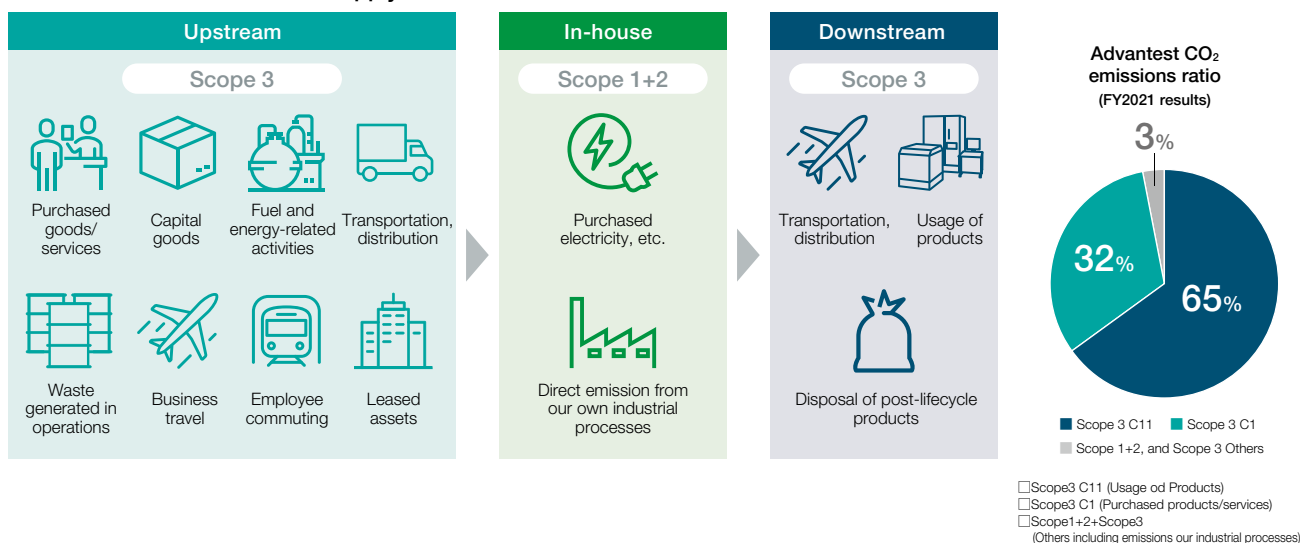 Upstream
Scope 3
Purchased
goods/
services
Capital
goods
Fuel and
energy-related
activities
Transportation,
distribution
Waste
generated in
operations
Business
travel
Employee
commuting
Leased
assets
In-house
Scope 1+2
Purchased
electricity, etc.
Direct emission from
our own industrial
processes
Downstream
Scope 3
Transportation,
distribution
Usage of
products
Disposal of post-lifecycle
products
Advantest CO₂
emissions ratio
(FY2021 results)
3%
32%
65%
Scope 3 C11
Scope 3 C1
Scope 1+2, and Scope 3 Others
□Scope3 C11 (Usage od Products)
□Scope3 C1 (Purchased products/services)
□Scope1+2+Scope3
(Others including emissions our industrial processes)